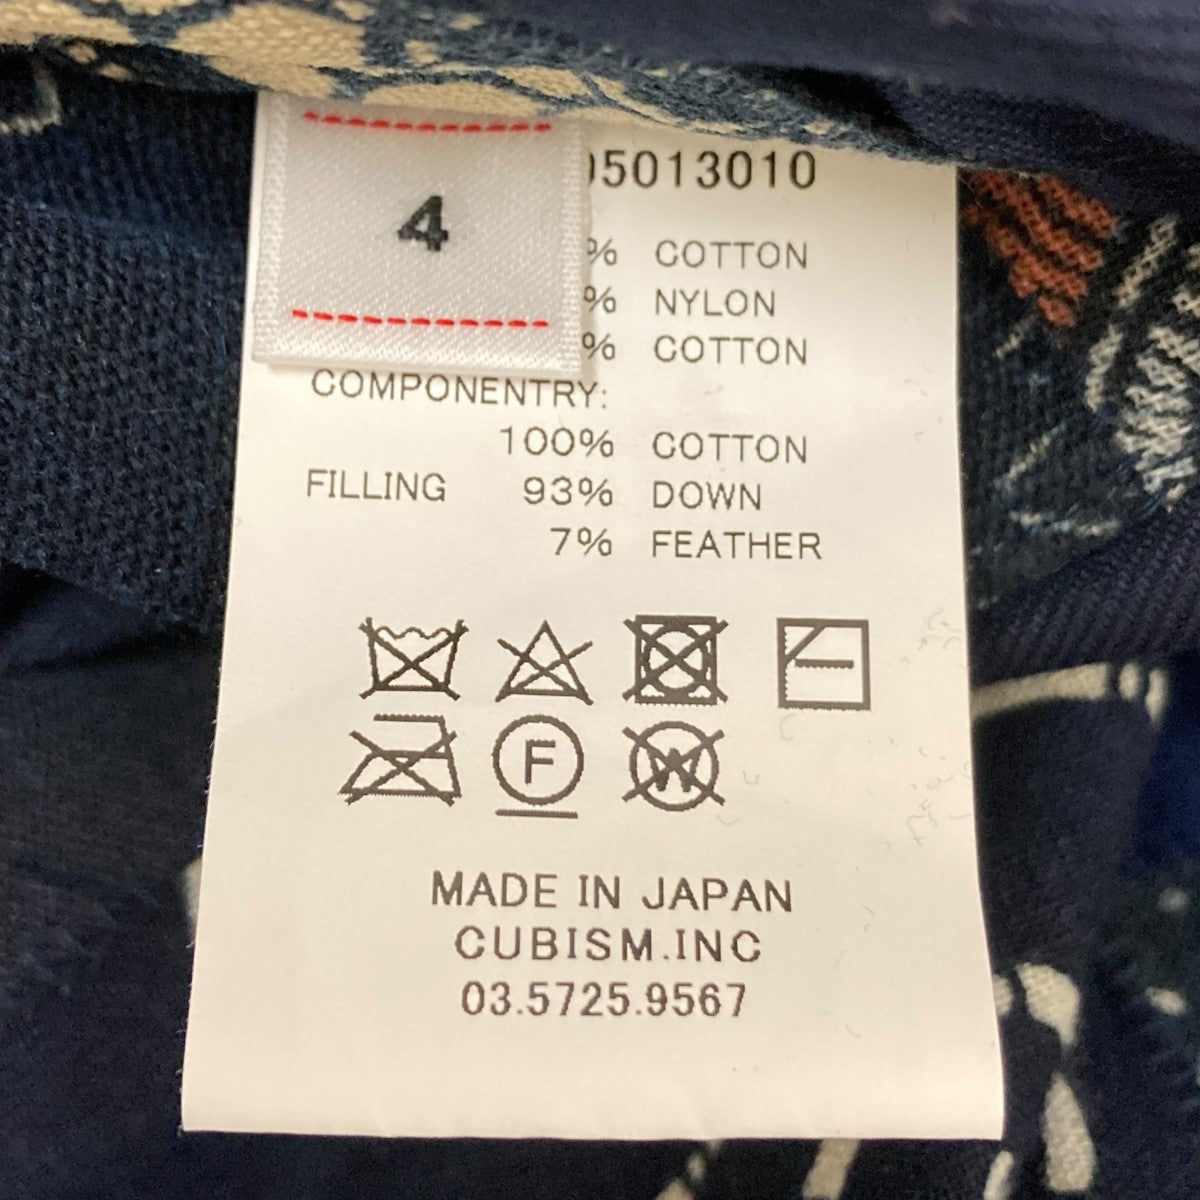 4
5013010
% COTTON
% NYLON
% COTTON
COMPONENTRY:
100% COTTON
FILLING 93% DOWN
7% FEATHER
F
W
MADE IN JAPAN
CUBISM.INC
03.5725.9567